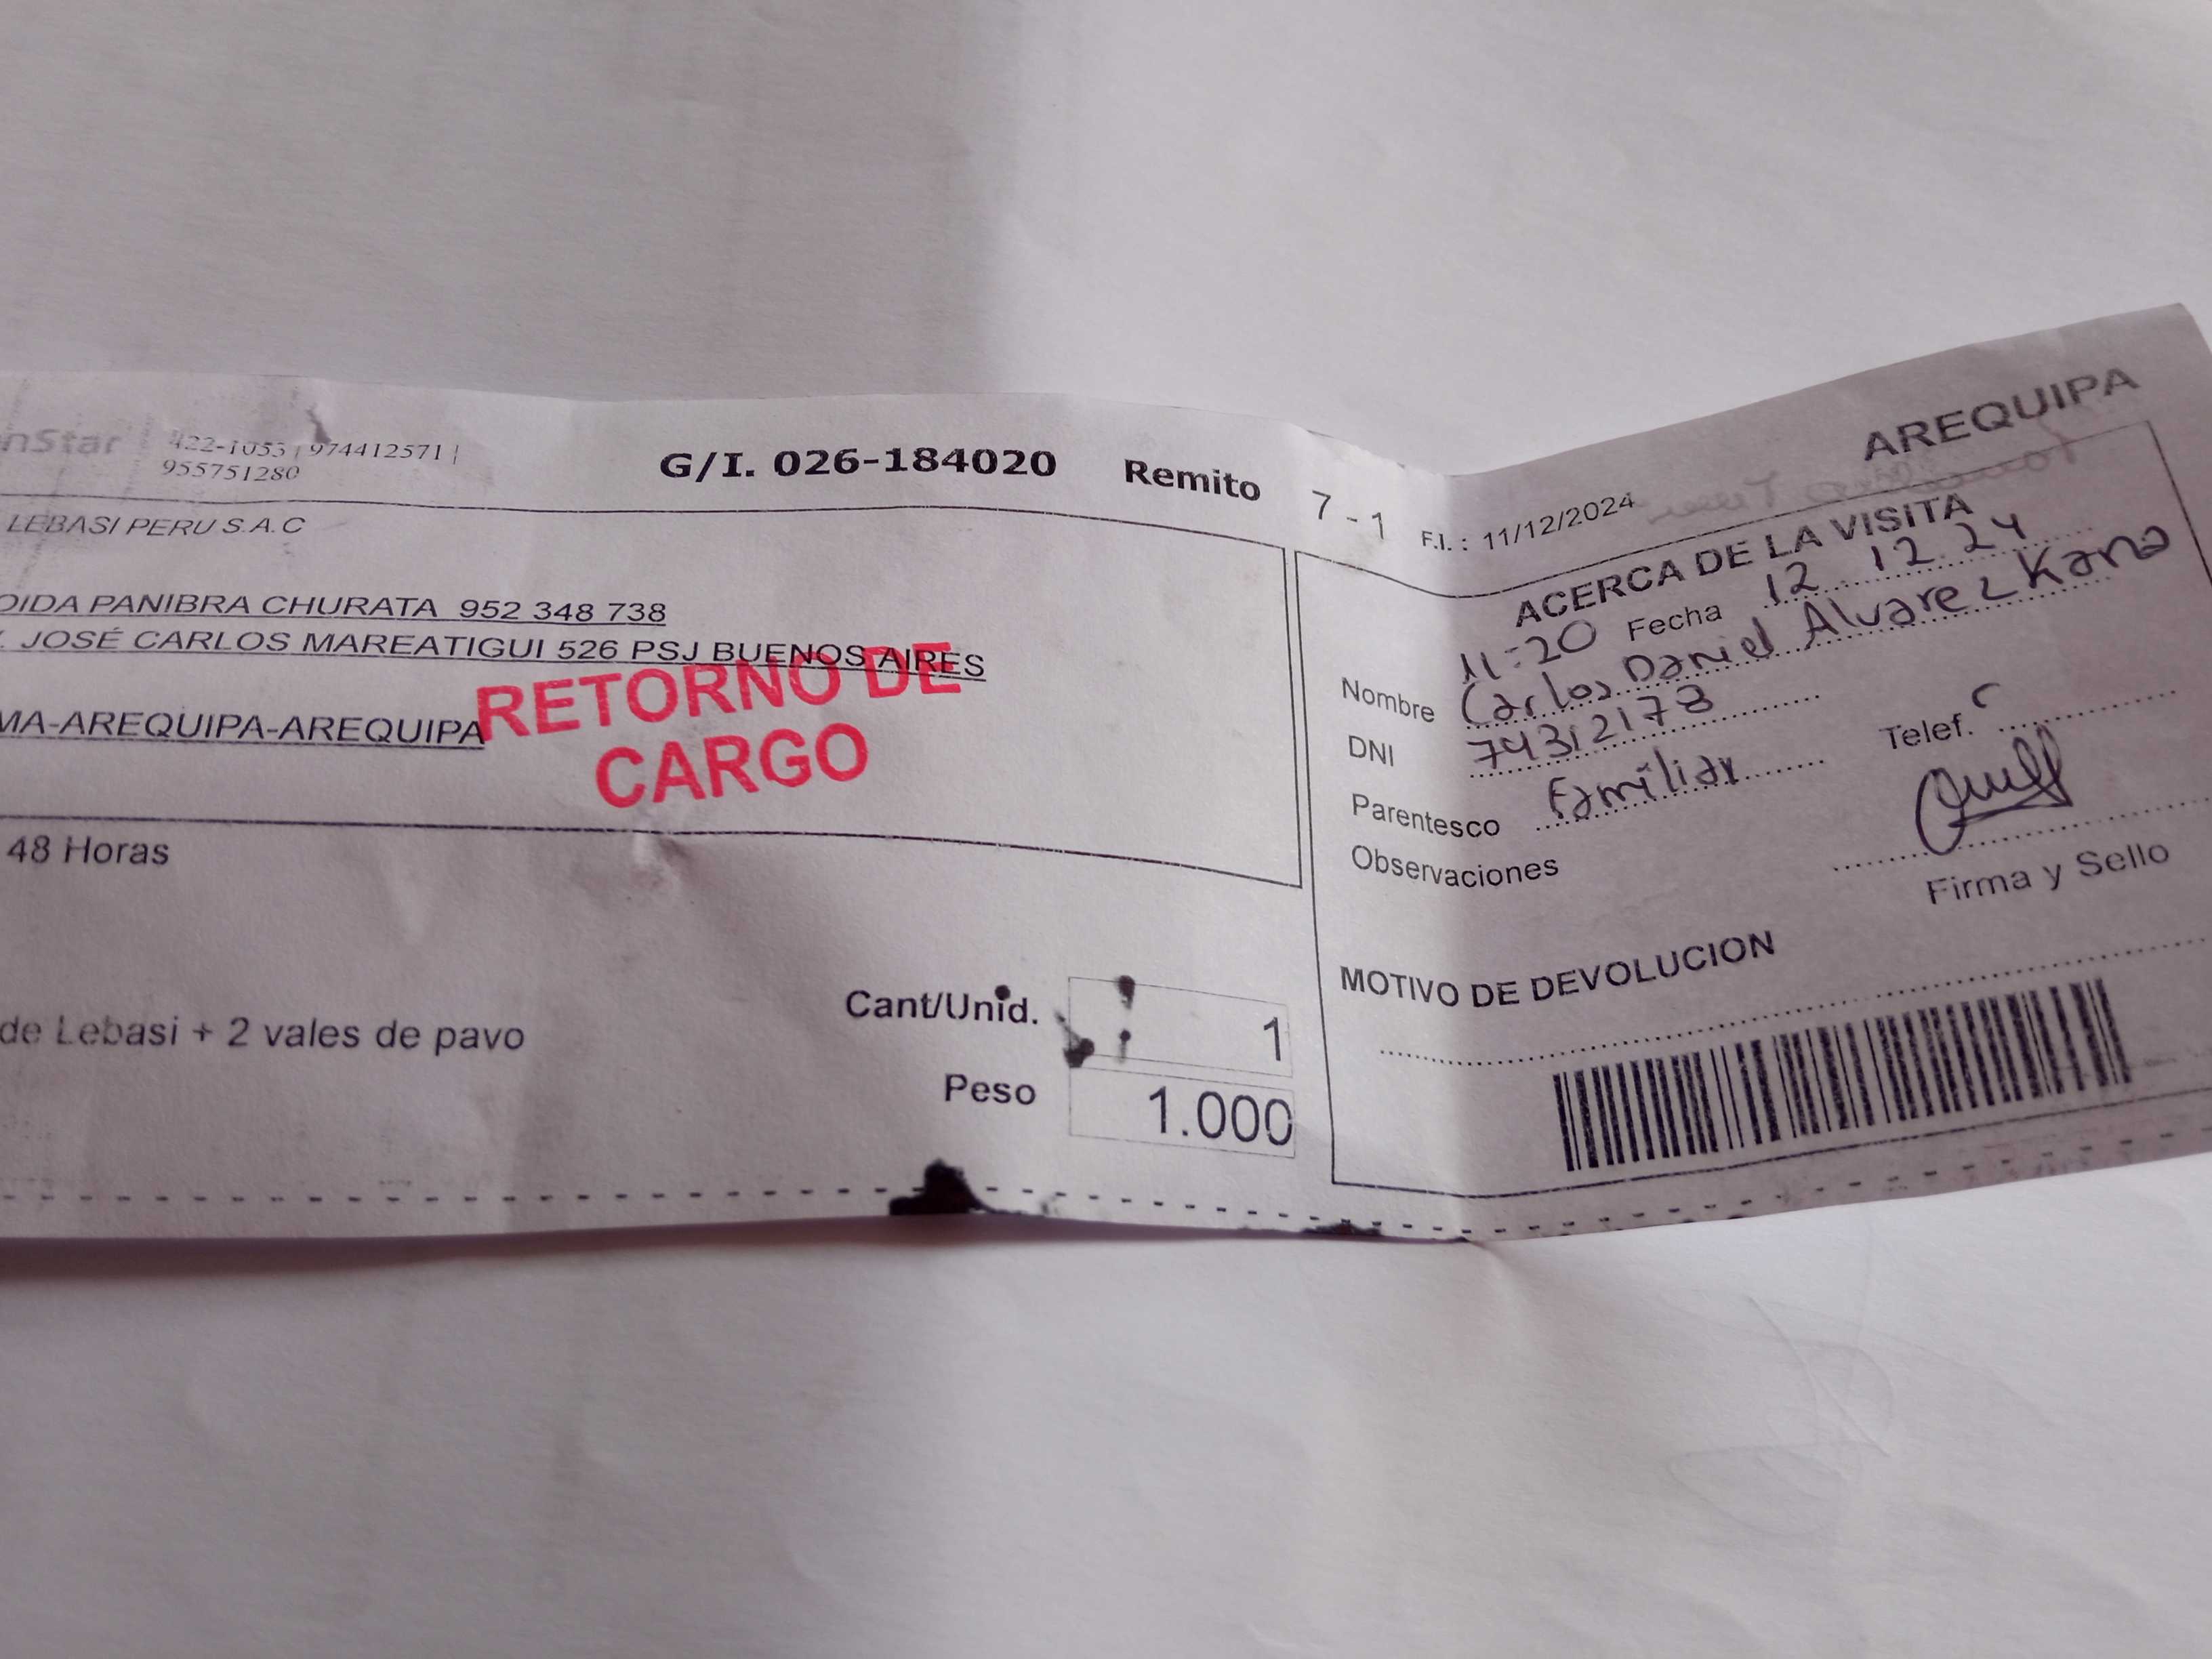 nStar 422-1053 | 974412571 |
955751280
G/I. 026-184020 Remito 7 - 1 F.I. : 11/12/2024 AREQUIPA
LEBASI PERU S.A.C
OIDA PANIBRA CHURATA 952 348 738
. JOSÉ CARLOS MAREATIGUI 526 PSJ BUENOS AIRES
MA-AREQUIPA-AREQUIPA
RETORNO DE
CARGO
48 Horas
de Lebasi + 2 vales de pavo
Cant/Unid. 1
Peso 1.000
ACERCA DE LA VISITA
11:20 Fecha 12 . 12 . 24
Nombre Carlos Daniel Alvarez Kana
DNI 74312178
Parentesco Familiar Telef.
Observaciones
Firma y Sello
MOTIVO DE DEVOLUCION